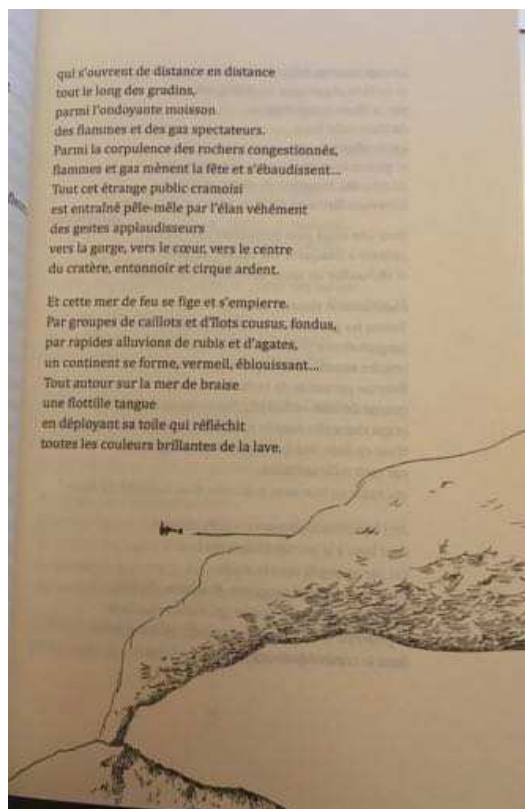 qui s'ouvrent de distance en distance
tout le long des gradins,
parmi l'ondoyante moisson
des flammes et des gaz spectateurs.
Parmi la corpulence des rochers congestionnés,
flammes et gaz mènent la fête et s'ébaudissent...
Tout cet étrange public cramoisi
est entraîné pêle-mêle par l'élan véhément
des gestes applaudisseurs
vers la gorge, vers le cœur, vers le centre
du cratère, entonnoir et cirque ardent.
Et cette mer de feu se fige et s'empierre.
Par groupes de caillots et d'îlots cousus, fondus,
par rapides alluvions de rubis et d'agates,
un continent se forme, vermeil, éblouissant...
Tout autour sur la mer de braise
une flottille tangue
en déployant sa toile qui réfléchit
toutes les couleurs brillantes de la lave.